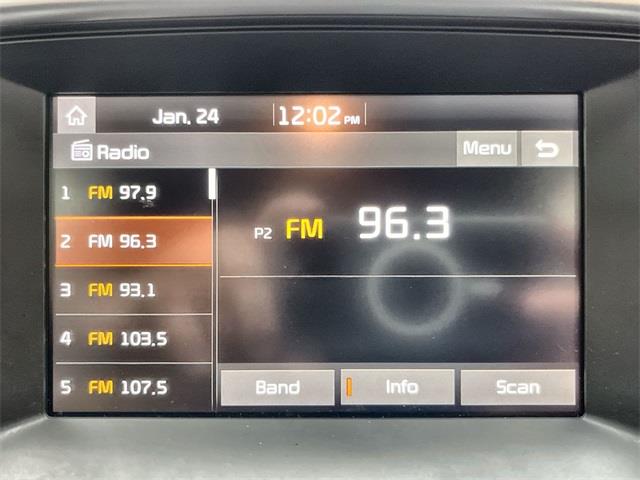 Jan. 24 12:02 PM
Radio Menu
1 FM 97.9
2 FM 96.3
3 FM 93.1
4 FM 103.5
5 FM 107.5
P2 FM 96.3
Band Info Scan